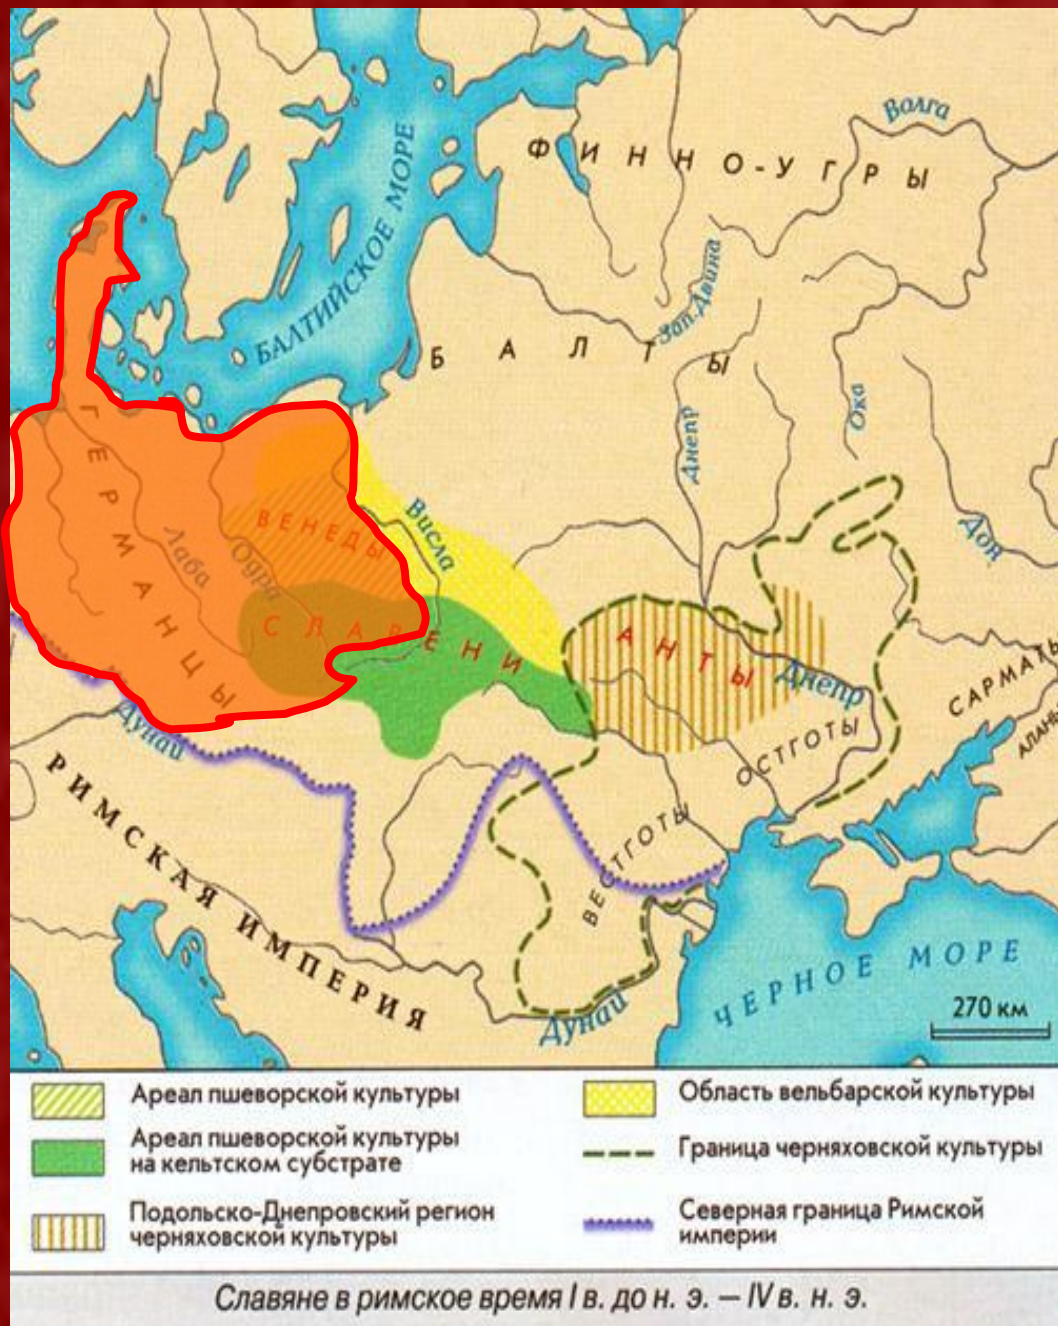 Волга
ФИННО-УГРЫ
БАЛТИЙСКОЕ МОРЕ
Зап. Двина
БАЛТЫ
Днепр
Ока
ГЕРМАНЦЫ
Лаба
Одра
ВЕНЕДЫ
Висла
Дон
СЛАВЕНИ
АНТЫ
Днепр
САРМАТЫ
АЛАНЫ
ОСТГОТЫ
Дунай
ВЕСТГОТЫ
РИМСКАЯ ИМПЕРИЯ
ЧЕРНОЕ МОРЕ
Дунай
270 км
Ареал пшеворской культуры
Ареал пшеворской культуры
на кельтском субстрате
Подольско-Днепровский регион
черняховской культуры
Область вельбарской культуры
Граница черняховской культуры
Северная граница Римской
империи
Славяне в римское время I в. до н. э. — IV в. н. э.